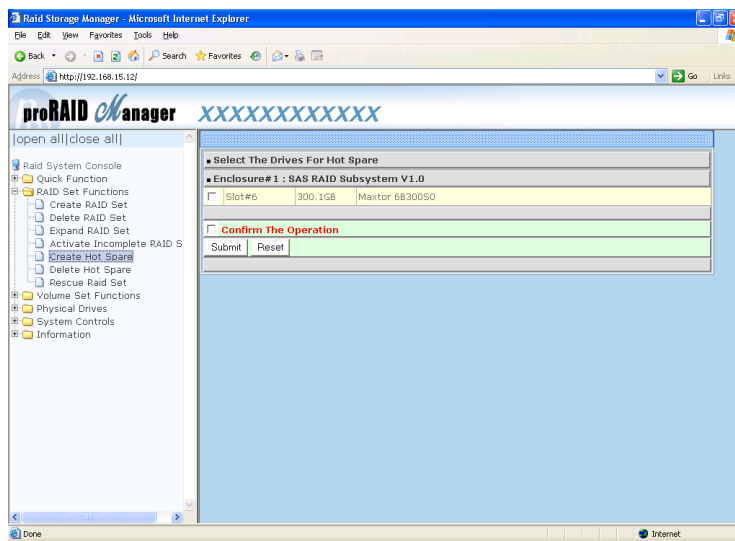 Raid Storage Manager - Microsoft Internet Explorer
File Edit View Favorites Tools Help
Back Search Favorites
Address http://192.168.15.12/ Go Links
proRAID Manager XXXXXXXXXXXX
|open all|close all|
Raid System Console
Quick Function
RAID Set Functions
Create RAID Set
Delete RAID Set
Expand RAID Set
Activate Incomplete RAID S
Create Hot Spare
Delete Hot Spare
Rescue Raid Set
Volume Set Functions
Physical Drives
System Controls
Information
Select The Drives For Hot Spare
Enclosure#1 : SAS RAID Subsystem V1.0
Slot#6 300.1GB Maxtor 6B300S0
Confirm The Operation
Submit Reset
Done Internet